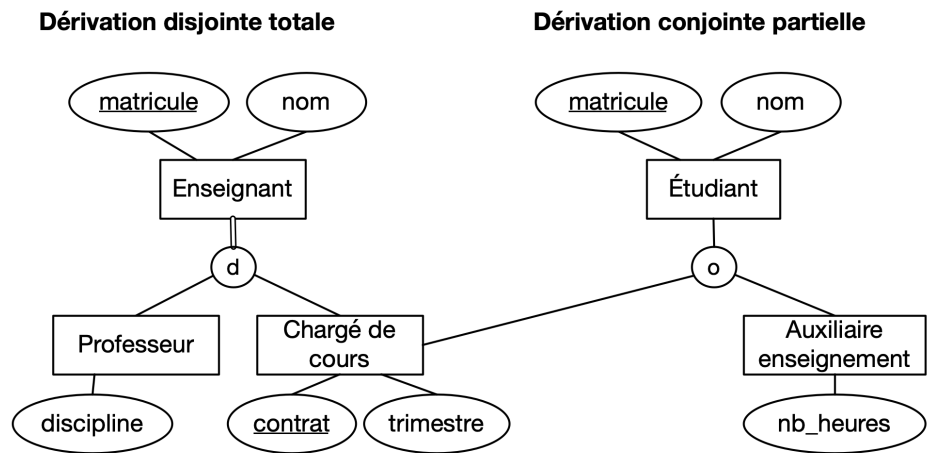 Dérivation disjointe totale
Dérivation conjointe partielle
matricule
nom
matricule
nom
Enseignant
Étudiant
d
o
Professeur
Chargé de
cours
Auxiliaire
enseignement
discipline
contrat
trimestre
nb_heures